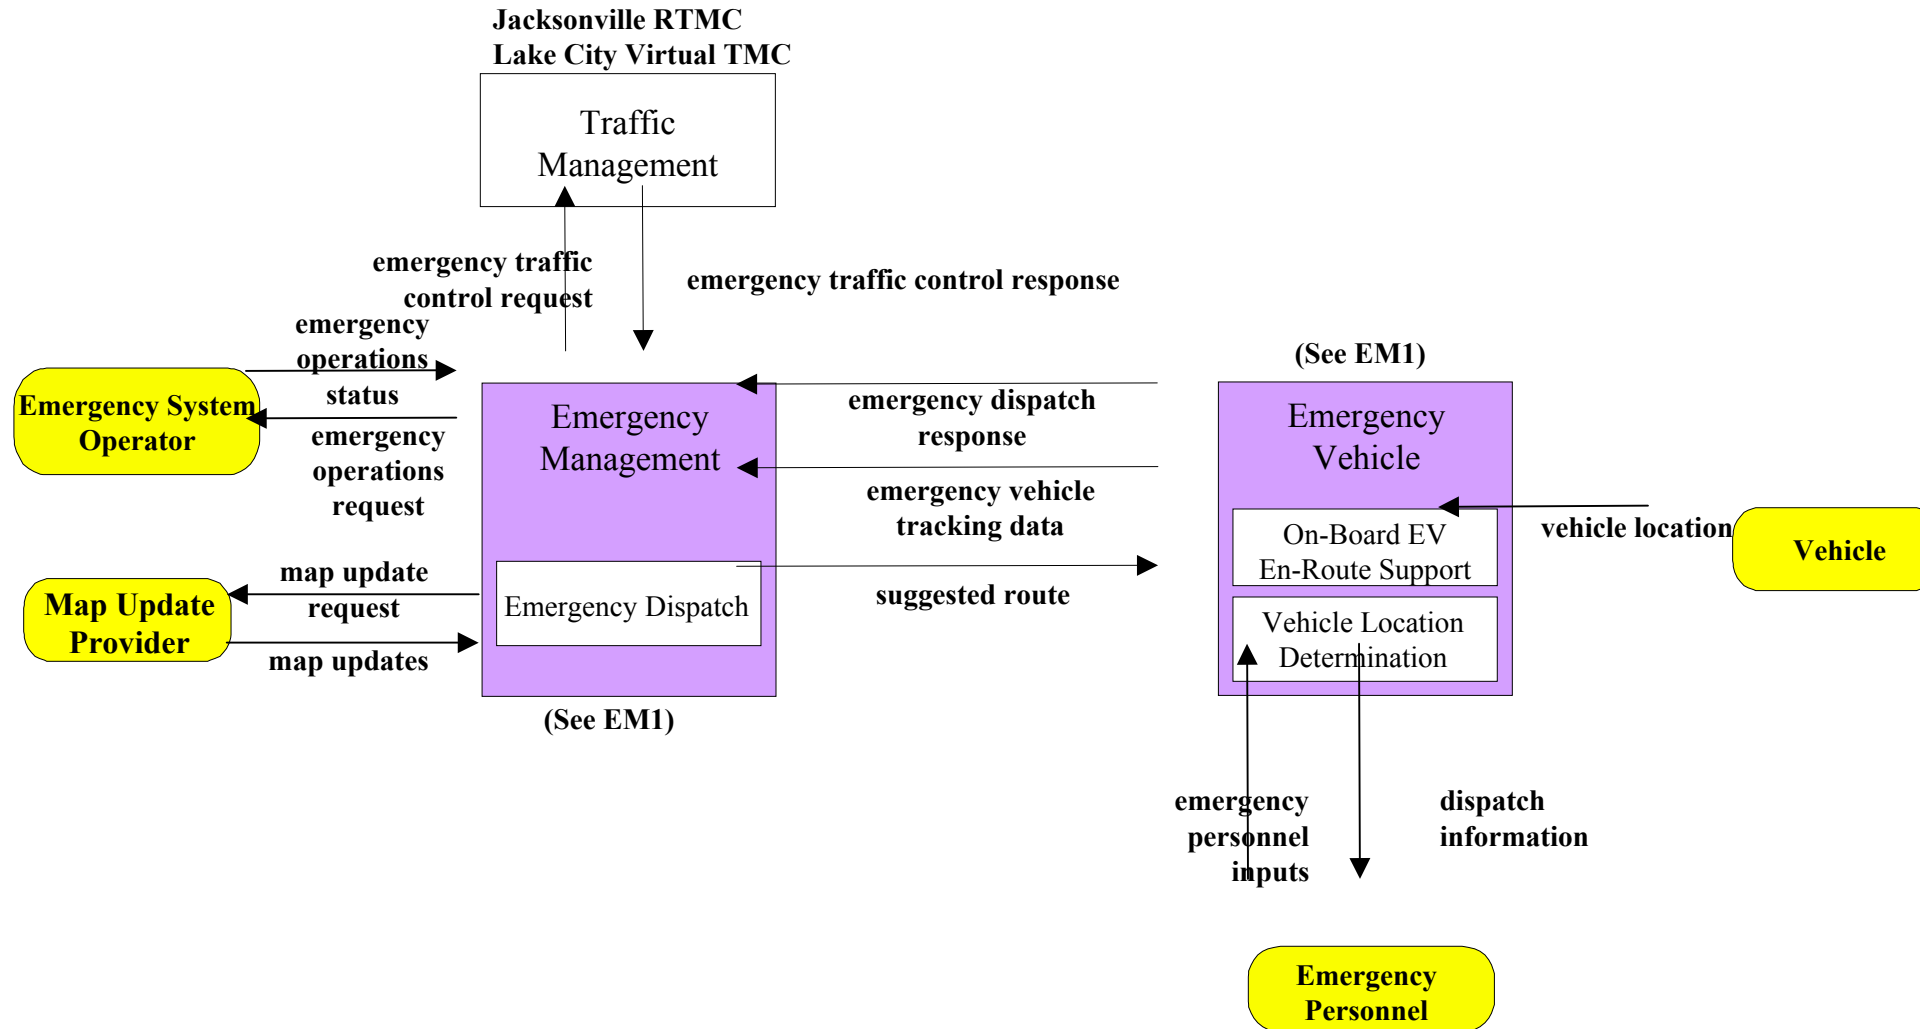 Jacksonville RTMC
Lake City Virtual TMC
Traffic
Management
emergency traffic
control request
emergency traffic control response
emergency
operations
status
Emergency System
Operator
emergency
operations
request
Emergency
Management
emergency dispatch
response
emergency vehicle
tracking data
(See EM1)
Emergency
Vehicle
On-Board EV
En-Route Support
vehicle location
Vehicle
map update
request
Map Update
Provider
map updates
Emergency Dispatch
suggested route
Vehicle Location
Determination
(See EM1)
emergency
personnel
inputs
dispatch
information
Emergency
Personnel